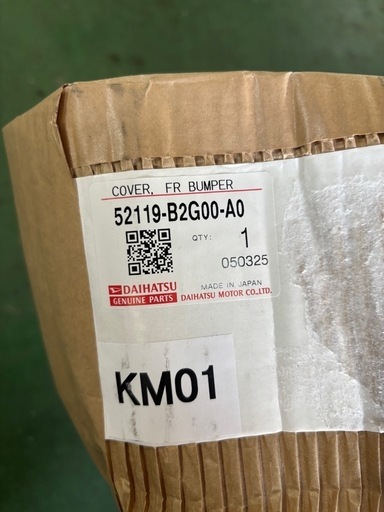 COVER, FR BUMPER
52119-B2G00-A0
QTY: 1
050325
MADE IN JAPAN
DAIHATSU
GENUINE PARTS
DAIHATSU MOTOR CO.,LTD.
KM01